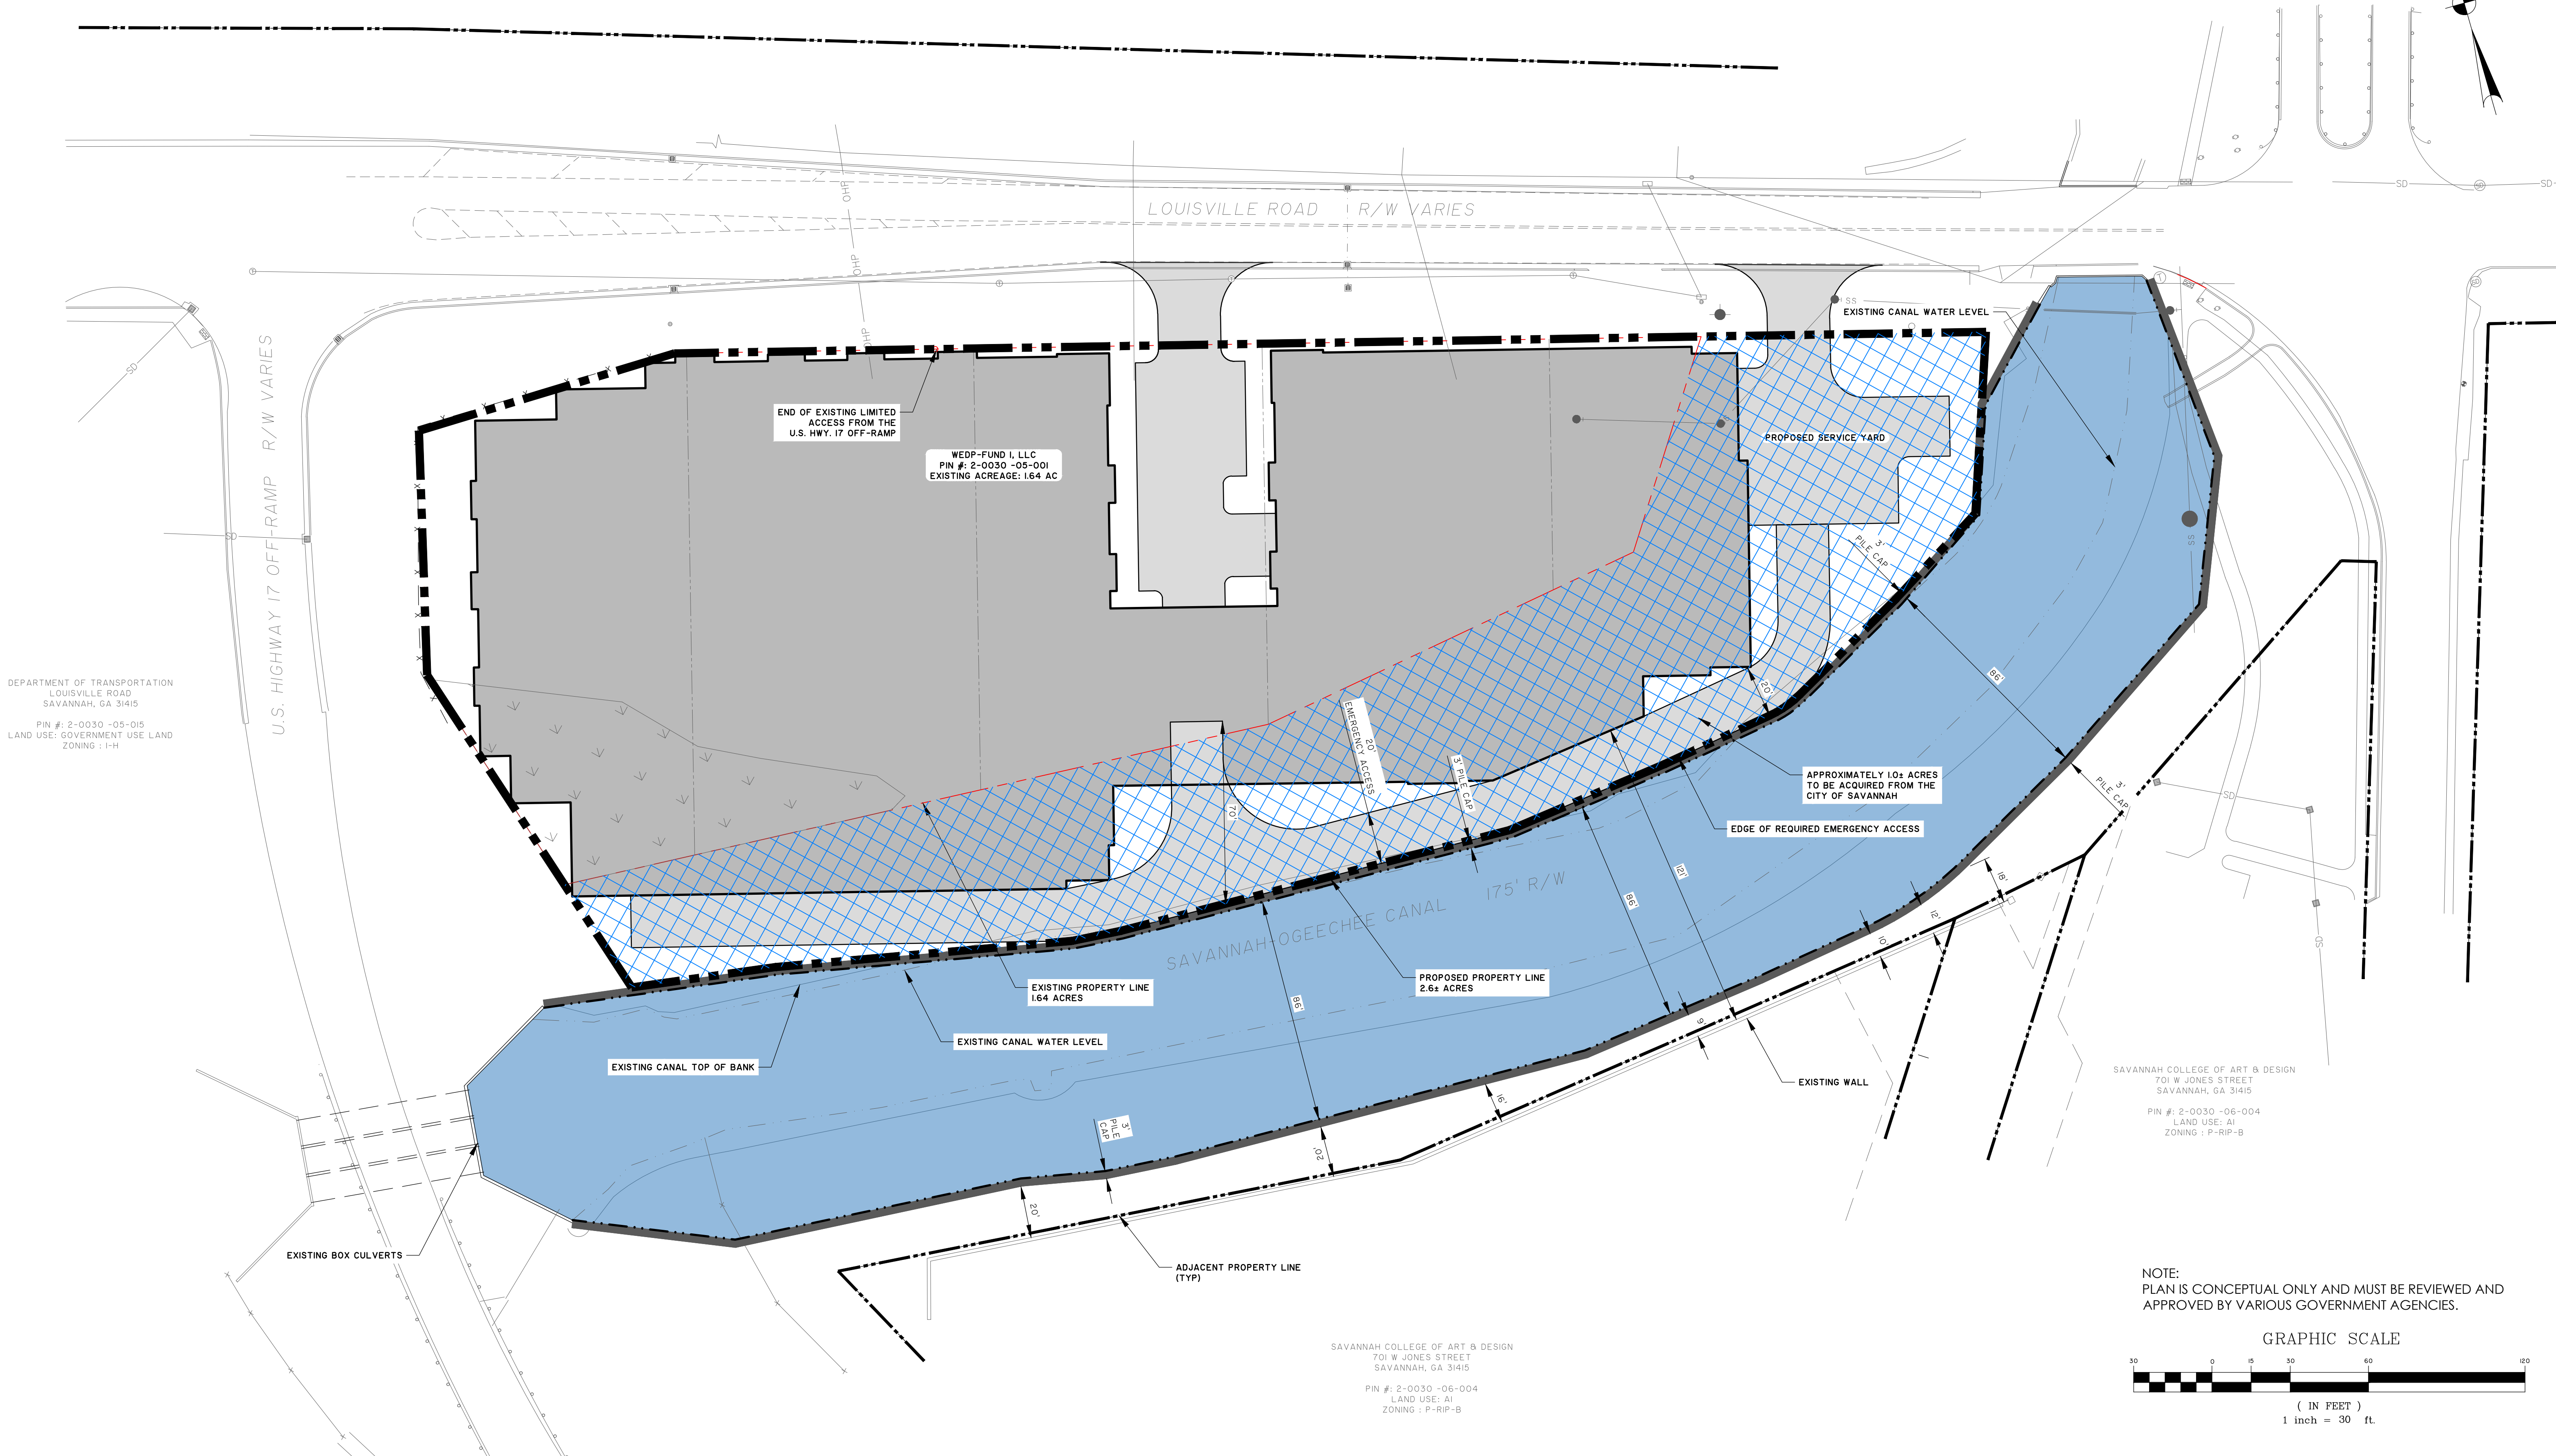 SD
SD
SD
LOUISVILLE ROAD R/W VARIES
OHP
OHP
OHP
SS
EXISTING CANAL WATER LEVEL
SD
SD
U.S. HIGHWAY 17 OFF-RAMP R/W VARIES
END OF EXISTING LIMITED
ACCESS FROM THE
U.S. HWY. 17 OFF-RAMP
WEDP-FUND I, LLC
PIN #: 2-0030 -05-001
EXISTING ACREAGE: 1.64 AC
PROPOSED SERVICE YARD
3'
PILE CAP
SS
DEPARTMENT OF TRANSPORTATION
LOUISVILLE ROAD
SAVANNAH, GA 31415
PIN #: 2-0030 -05-015
LAND USE: GOVERNMENT USE LAND
ZONING : I-H
86'
20'
20'
EMERGENCY ACCESS
3' PILE CAP
70'
APPROXIMATELY 1.0± ACRES
TO BE ACQUIRED FROM THE
CITY OF SAVANNAH
EDGE OF REQUIRED EMERGENCY ACCESS
3'
PILE CAP
SD
SD
SAVANNAH-OGEECHEE CANAL 175' R/W
86'
121'
18'
12'
10'
9'
86'
EXISTING PROPERTY LINE
1.64 ACRES
PROPOSED PROPERTY LINE
2.6± ACRES
EXISTING CANAL WATER LEVEL
EXISTING CANAL TOP OF BANK
EXISTING WALL
16'
3'
PILE
CAP
20'
20'
SAVANNAH COLLEGE OF ART & DESIGN
701 W JONES STREET
SAVANNAH, GA 31415
PIN #: 2-0030 -06-004
LAND USE: A1
ZONING : P-RIP-B
EXISTING BOX CULVERTS
ADJACENT PROPERTY LINE
(TYP)
SAVANNAH COLLEGE OF ART & DESIGN
701 W JONES STREET
SAVANNAH, GA 31415
PIN #: 2-0030 -06-004
LAND USE: A1
ZONING : P-RIP-B
NOTE:
PLAN IS CONCEPTUAL ONLY AND MUST BE REVIEWED AND
APPROVED BY VARIOUS GOVERNMENT AGENCIES.
GRAPHIC SCALE
30 0 15 30 60 120
( IN FEET )
1 inch = 30 ft.